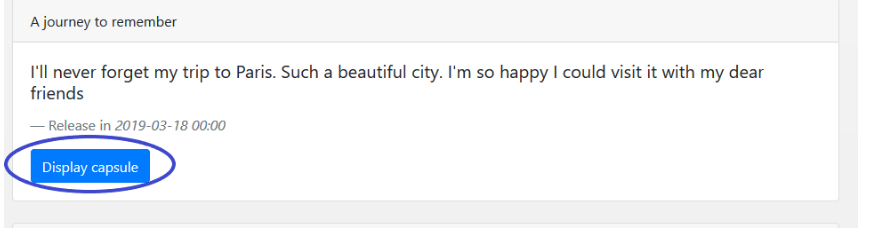 A journey to remember
I'll never forget my trip to Paris. Such a beautiful city. I'm so happy I could visit it with my dear
friends
— Release in 2019-03-18 00:00
Display capsule